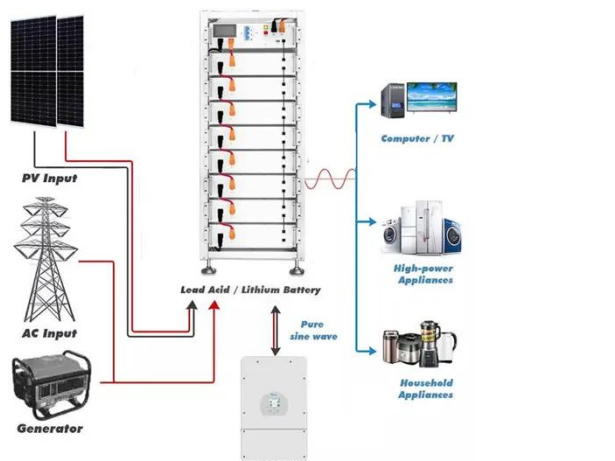 PV Input
Computer / TV
AC Input
High-power
Appliances
Lead Acid / Lithium Battery
Pure
sine wave
Household
Appliances
Generator